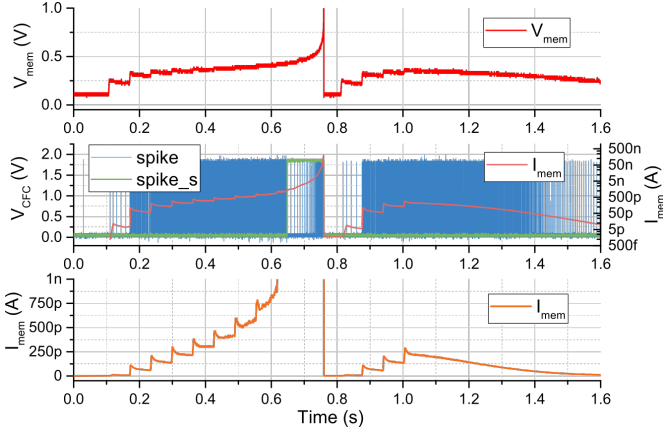 1.0
0.5
0.0
V_mem (V)
V_mem
0.0 0.2 0.4 0.6 0.8 1.0 1.2 1.4 1.6
2.0
1.5
1.0
0.5
0.0
V_CFC (V)
spike
spike_s
I_mem
500n
50n
5n
500p
50p
5p
500f
I_mem (A)
0.0 0.2 0.4 0.6 0.8 1.0 1.2 1.4 1.6
1n
750p
500p
250p
0
I_mem (A)
I_mem
0.0 0.2 0.4 0.6 0.8 1.0 1.2 1.4 1.6
Time (s)